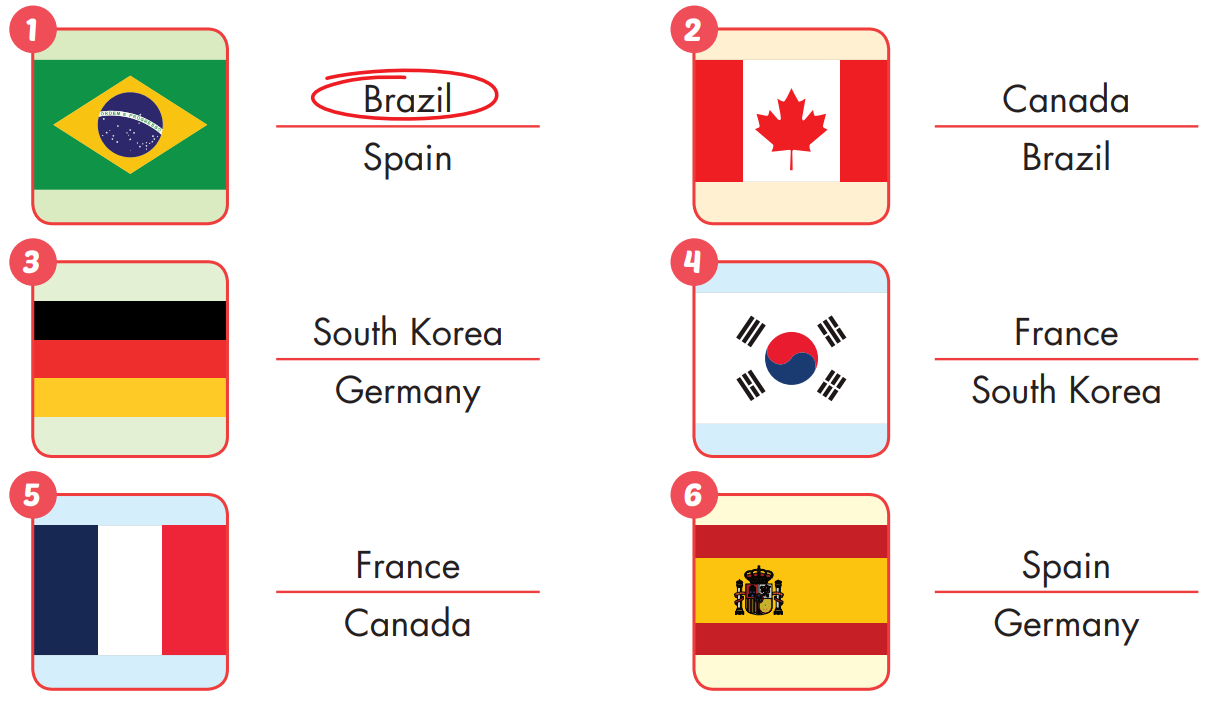 1
Brazil
Spain
2
Canada
Brazil
3
South Korea
Germany
4
France
South Korea
5
France
Canada
6
Spain
Germany